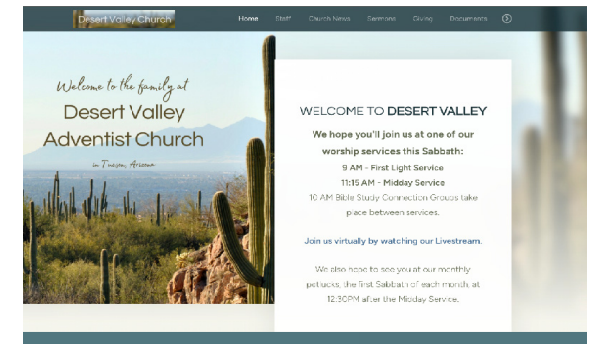 Desert Valley Church
Home Staff Church News Sermons Giving Documents
Welcome to the family at
Desert Valley
Adventist Church
in Tucson, Arizona
WELCOME TO DESERT VALLEY
We hope you'll join us at one of our
worship services this Sabbath:
9 AM - First Light Service
11:15 AM - Midday Service
10 AM Bible Study Connection Groups take
place between services.
Join us virtually by watching our Livestream.
We also hope to see you at our monthly
potlucks, the first Sabbath of each month, at
12:30PM after the Midday Service.